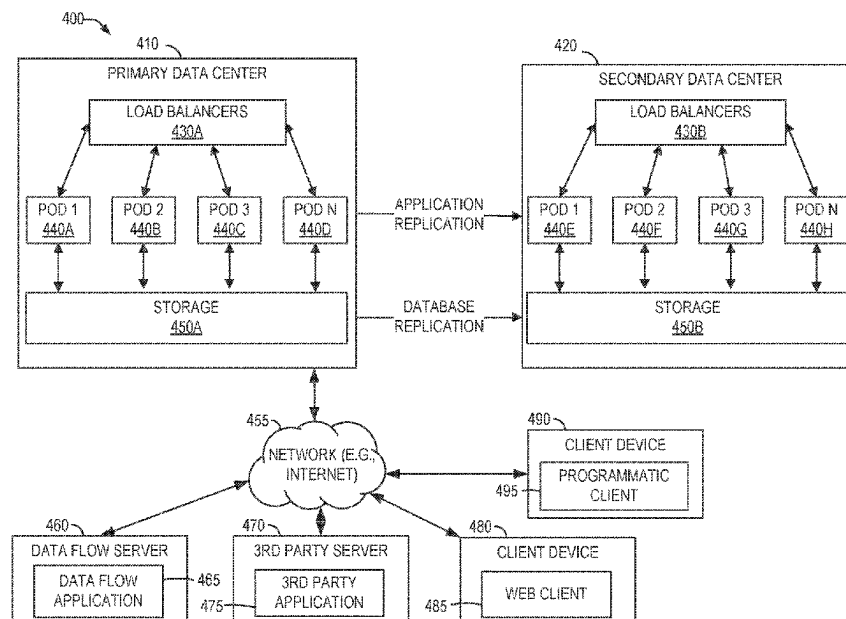 400
410
PRIMARY DATA CENTER
LOAD BALANCERS
430A
POD 1
440A
POD 2
440B
POD 3
440C
POD N
440D
STORAGE
450A
APPLICATION
REPLICATION
DATABASE
REPLICATION
420
SECONDARY DATA CENTER
LOAD BALANCERS
430B
POD 1
440E
POD 2
440F
POD 3
440G
POD N
440H
STORAGE
450B
455
NETWORK (E.G.,
INTERNET)
490
CLIENT DEVICE
PROGRAMMATIC
CLIENT
495
460
DATA FLOW SERVER
DATA FLOW
APPLICATION
465
470
3RD PARTY SERVER
3RD PARTY
APPLICATION
475
480
CLIENT DEVICE
WEB CLIENT
485